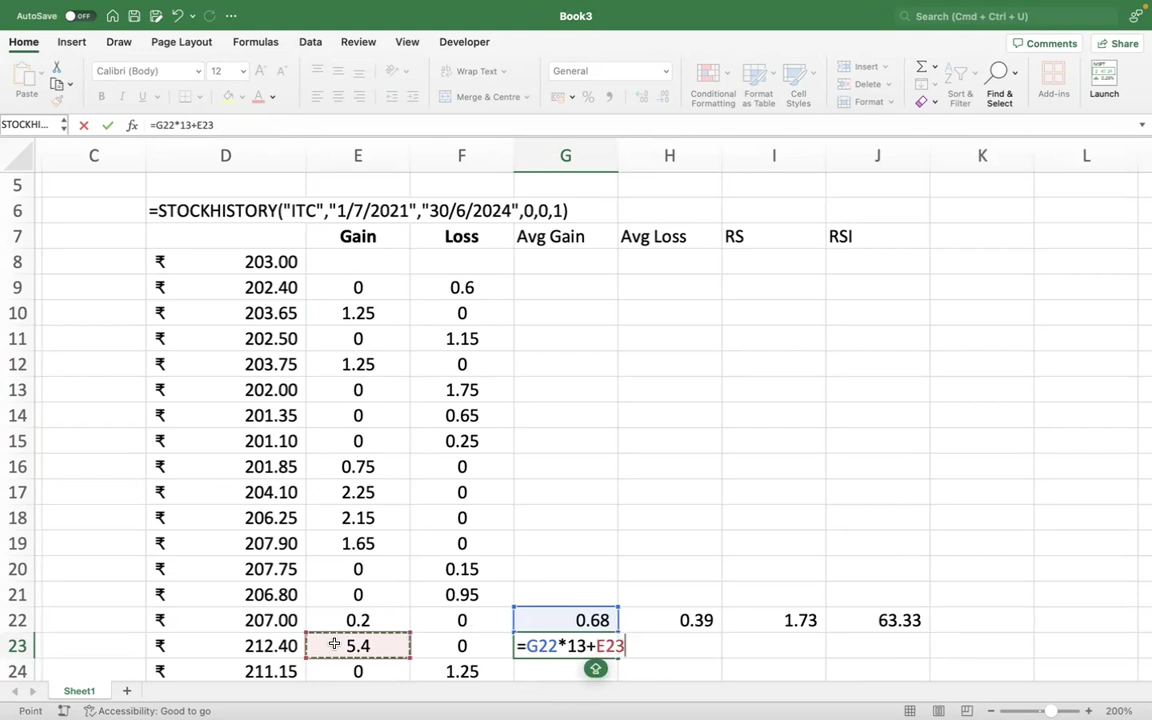 AutoSave OFF Book3 Search (Cmd + Ctrl + U)
Home Insert Draw Page Layout Formulas Data Review View Developer Comments Share
Paste Calibri (Body) 12 A A Wrap Text General Conditional Formatting Format as Table Cell Styles Insert Delete Format Sort & Filter Find & Select Add-ins Launch
B I U A Merge & Centre %
STOCKHI... fx =G22*13+E23
C D E F G H I J K L
5
6 =STOCKHISTORY("ITC","1/7/2021","30/6/2024",0,0,1)
7 Gain Loss Avg Gain Avg Loss RS RSI
8 ₹ 203.00
9 ₹ 202.40 0 0.6
10 ₹ 203.65 1.25 0
11 ₹ 202.50 0 1.15
12 ₹ 203.75 1.25 0
13 ₹ 202.00 0 1.75
14 ₹ 201.35 0 0.65
15 ₹ 201.10 0 0.25
16 ₹ 201.85 0.75 0
17 ₹ 204.10 2.25 0
18 ₹ 206.25 2.15 0
19 ₹ 207.90 1.65 0
20 ₹ 207.75 0 0.15
21 ₹ 206.80 0 0.95
22 ₹ 207.00 0.2 0 0.68 0.39 1.73 63.33
23 ₹ 212.40 5.4 0 =G22*13+E23
24 ₹ 211.15 0 1.25
Sheet1 +
Point Accessibility: Good to go 200%